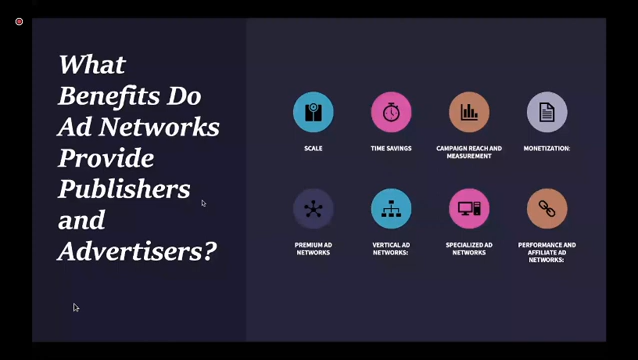 What
Benefits Do
Ad Networks
Provide
Publishers
and
Advertisers?
SCALE
TIME SAVINGS
CAMPAIGN REACH AND
MEASUREMENT
MONETIZATION:
PREMIUM AD
NETWORKS
VERTICAL AD
NETWORKS:
SPECIALIZED AD
NETWORKS
PERFORMANCE AND
AFFILIATE AD
NETWORKS: